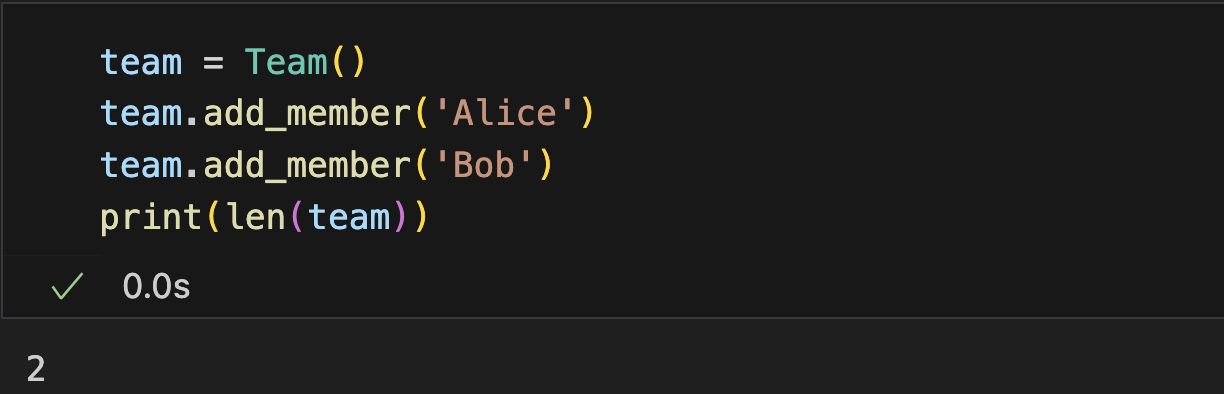 team = Team()
team.add_member('Alice')
team.add_member('Bob')
print(len(team))
0.0s
2